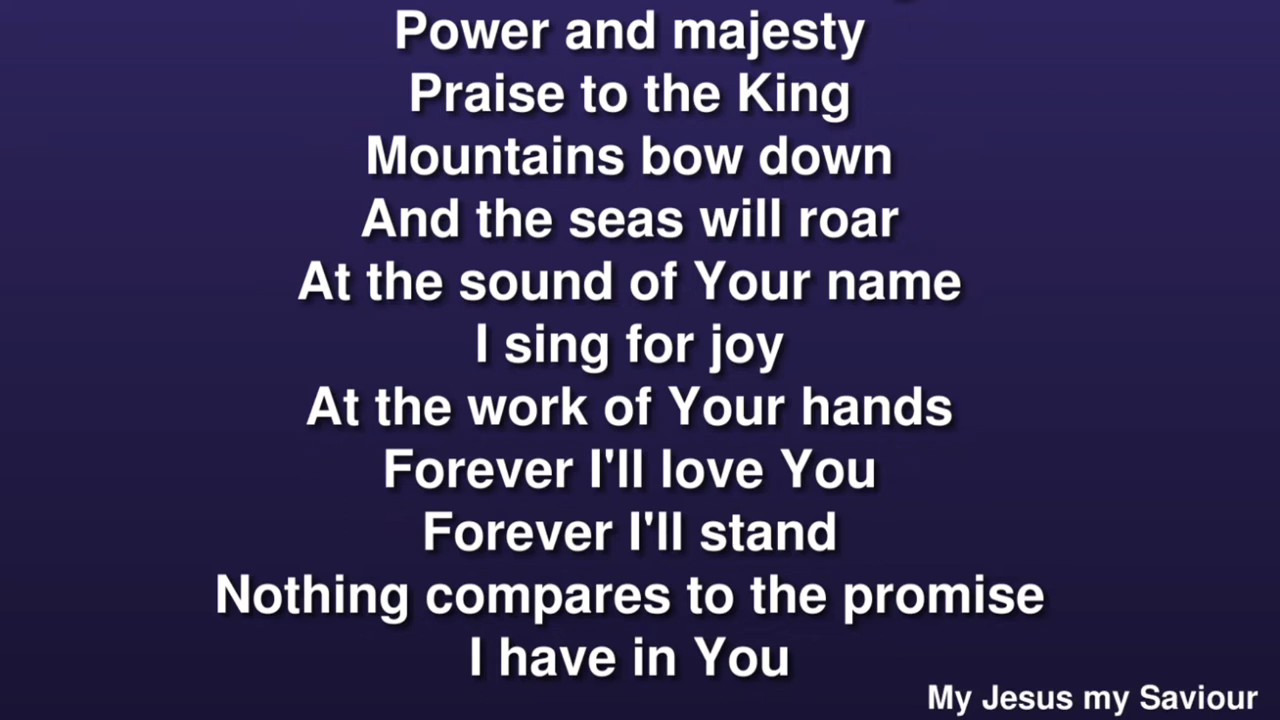 Power and majesty
Praise to the King
Mountains bow down
And the seas will roar
At the sound of Your name
I sing for joy
At the work of Your hands
Forever I'll love You
Forever I'll stand
Nothing compares to the promise
I have in You
My Jesus my Saviour